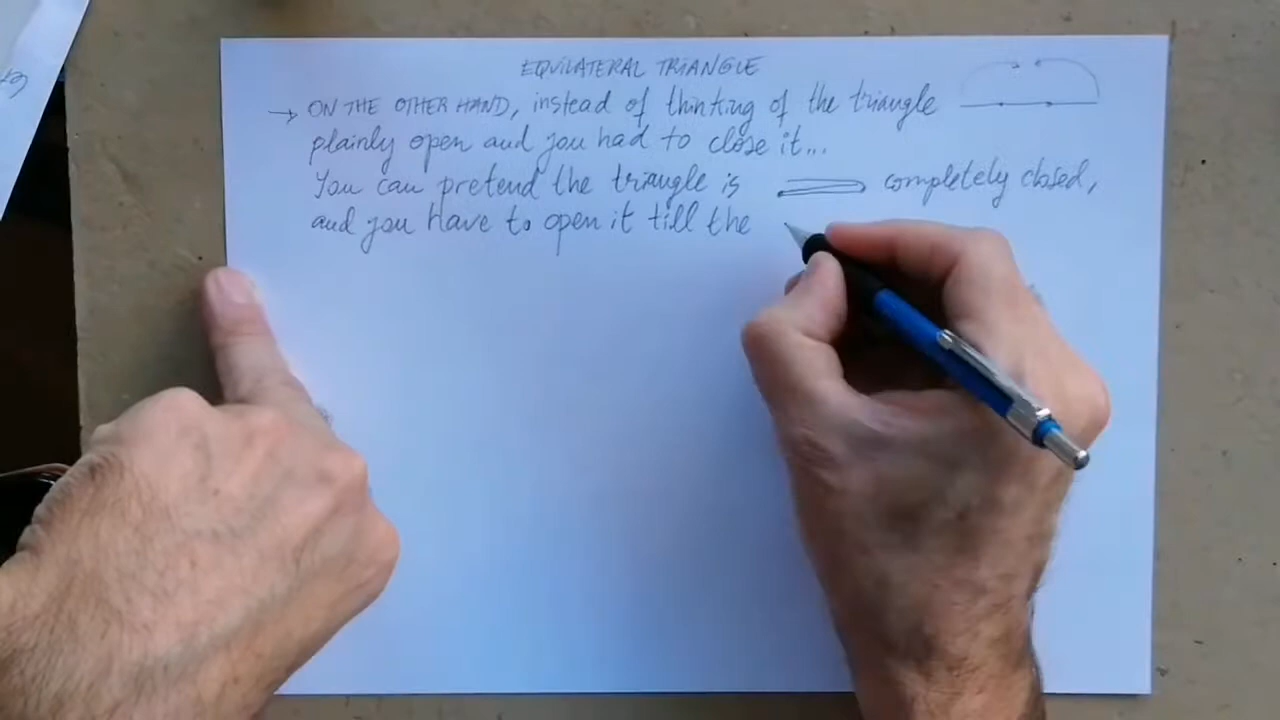 EQUILATERAL TRIANGLE
→ ON THE OTHER HAND, instead of thinking of the triangle
plainly open and you had to close it...
You can pretend the triangle is completely closed,
and you have to open it till the